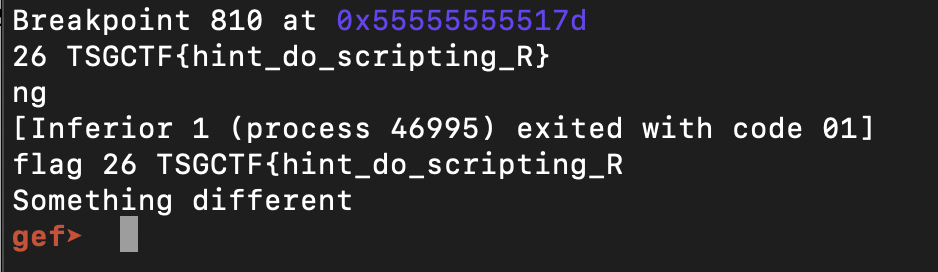 Breakpoint 810 at 0x55555555517d
26 TSGCTF{hint_do_scripting_R}
ng
[Inferior 1 (process 46995) exited with code 01]
flag 26 TSGCTF{hint_do_scripting_R
Something different
gef➤